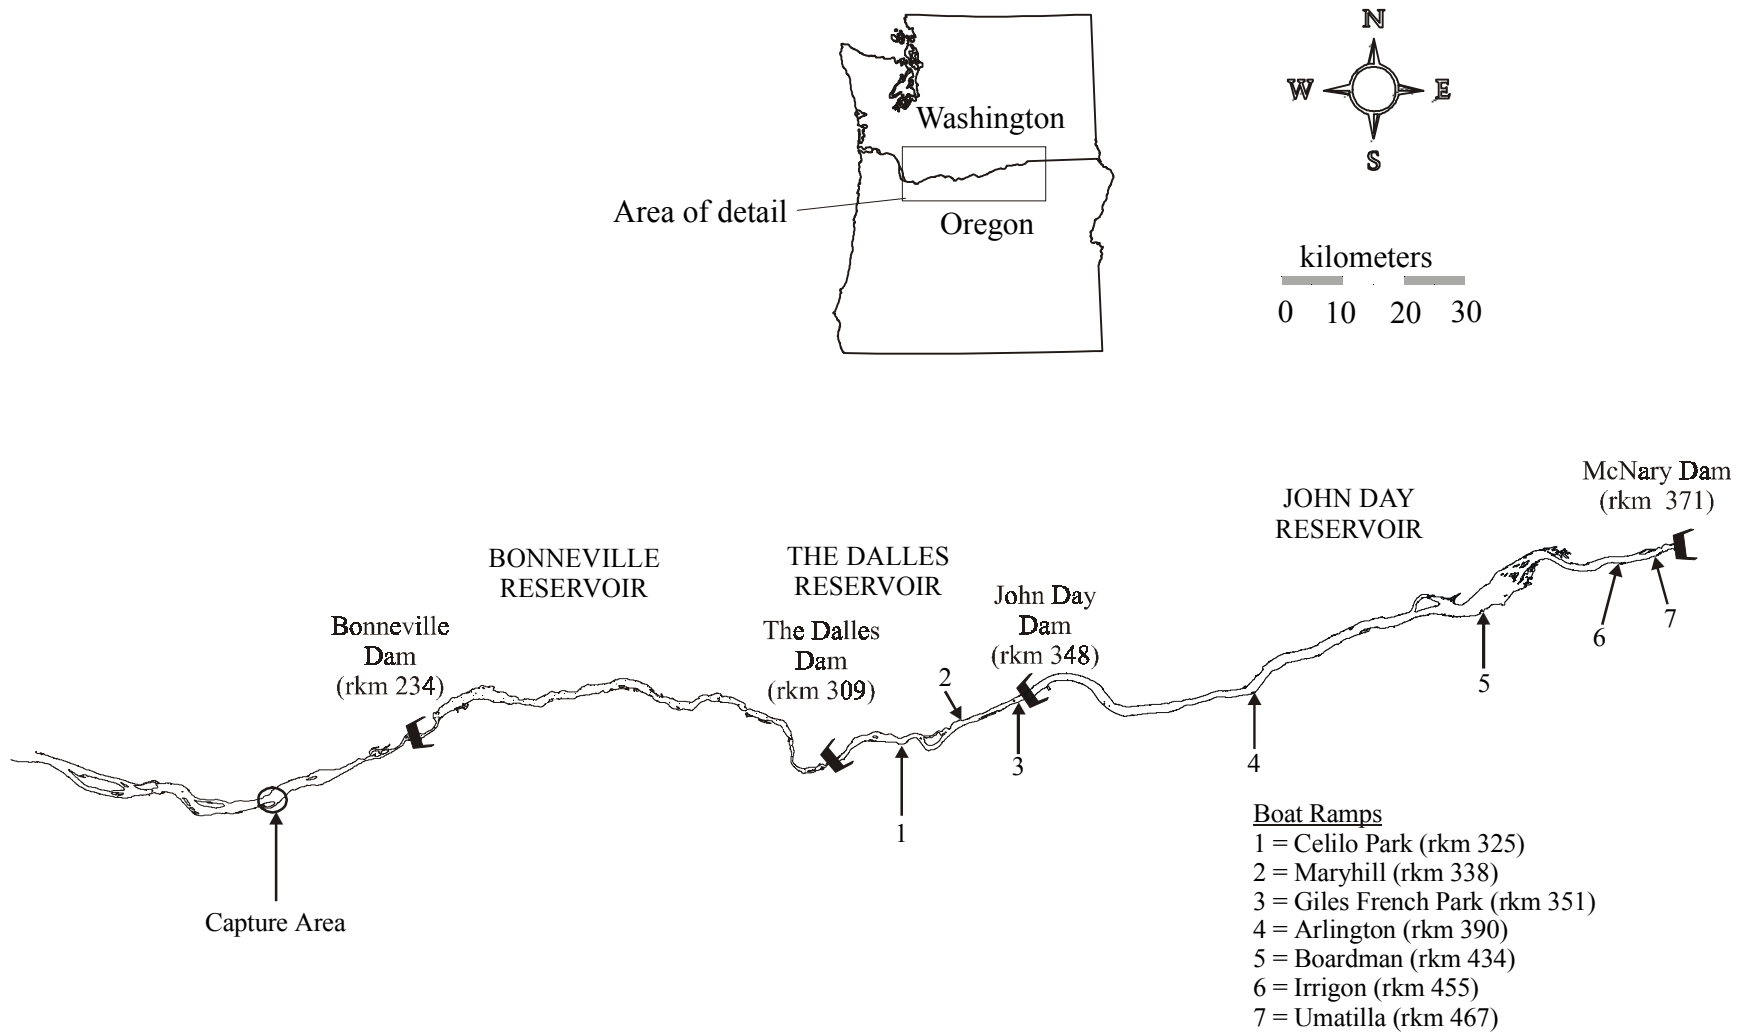 N
W E
S
Washington
Area of detail
Oregon
kilometers
0 10 20 30
McNary Dam
(rkm 371)
JOHN DAY
RESERVOIR
BONNEVILLE
RESERVOIR
THE DALLES
RESERVOIR
John Day
Dam
(rkm 348)
Bonneville
Dam
(rkm 234)
The Dalles
Dam
(rkm 309)
2
7
6
5
3
4
1
Capture Area
Boat Ramps
1 = Celilo Park (rkm 325)
2 = Maryhill (rkm 338)
3 = Giles French Park (rkm 351)
4 = Arlington (rkm 390)
5 = Boardman (rkm 434)
6 = Irrigon (rkm 455)
7 = Umatilla (rkm 467)